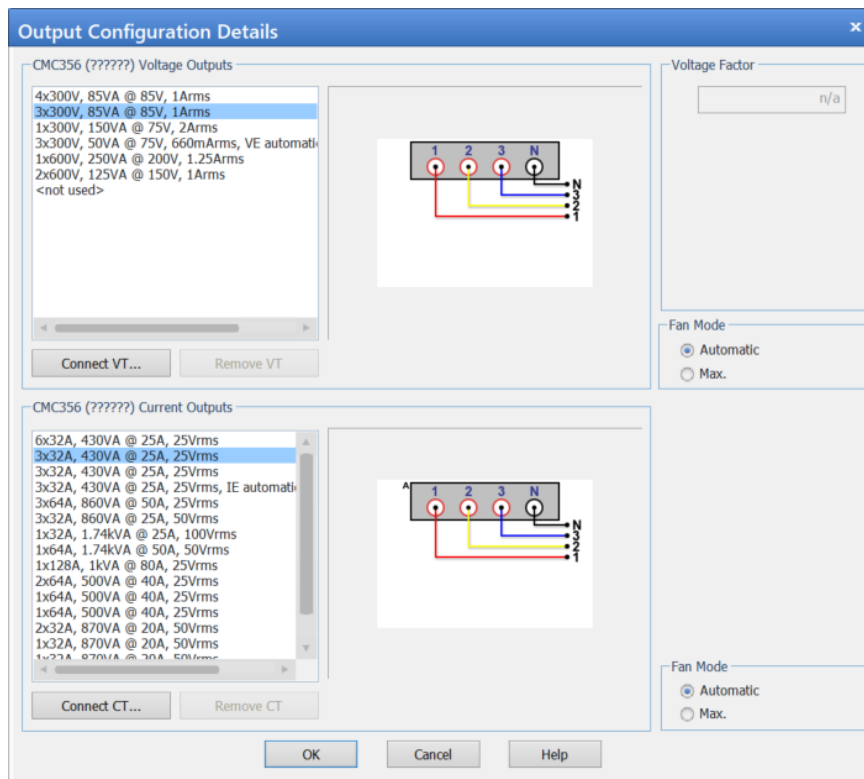 Output Configuration Details
x
CMC356 (??????) Voltage Outputs
4x300V, 85VA @ 85V, 1Arms
3x300V, 85VA @ 85V, 1Arms
1x300V, 150VA @ 75V, 2Arms
3x300V, 50VA @ 75V, 660mArms, VE automati
1x600V, 250VA @ 200V, 1.25Arms
2x600V, 125VA @ 150V, 1Arms
<not used>
1 2 3 N
N
3
2
1
Connect VT...
Remove VT
Voltage Factor
n/a
Fan Mode
Automatic
Max.
CMC356 (??????) Current Outputs
6x32A, 430VA @ 25A, 25Vrms
3x32A, 430VA @ 25A, 25Vrms
3x32A, 430VA @ 25A, 25Vrms
3x32A, 430VA @ 25A, 25Vrms, IE automati
3x64A, 860VA @ 50A, 25Vrms
3x32A, 860VA @ 25A, 50Vrms
1x32A, 1.74kVA @ 25A, 100Vrms
1x64A, 1.74kVA @ 50A, 50Vrms
1x128A, 1kVA @ 80A, 25Vrms
2x64A, 500VA @ 40A, 25Vrms
1x64A, 500VA @ 40A, 25Vrms
1x64A, 500VA @ 40A, 25Vrms
2x32A, 870VA @ 20A, 50Vrms
1x32A, 870VA @ 20A, 50Vrms
1x32A, 870VA @ 20A, 50Vrms
A
1 2 3 N
N
3
2
1
Connect CT...
Remove CT
Fan Mode
Automatic
Max.
OK
Cancel
Help